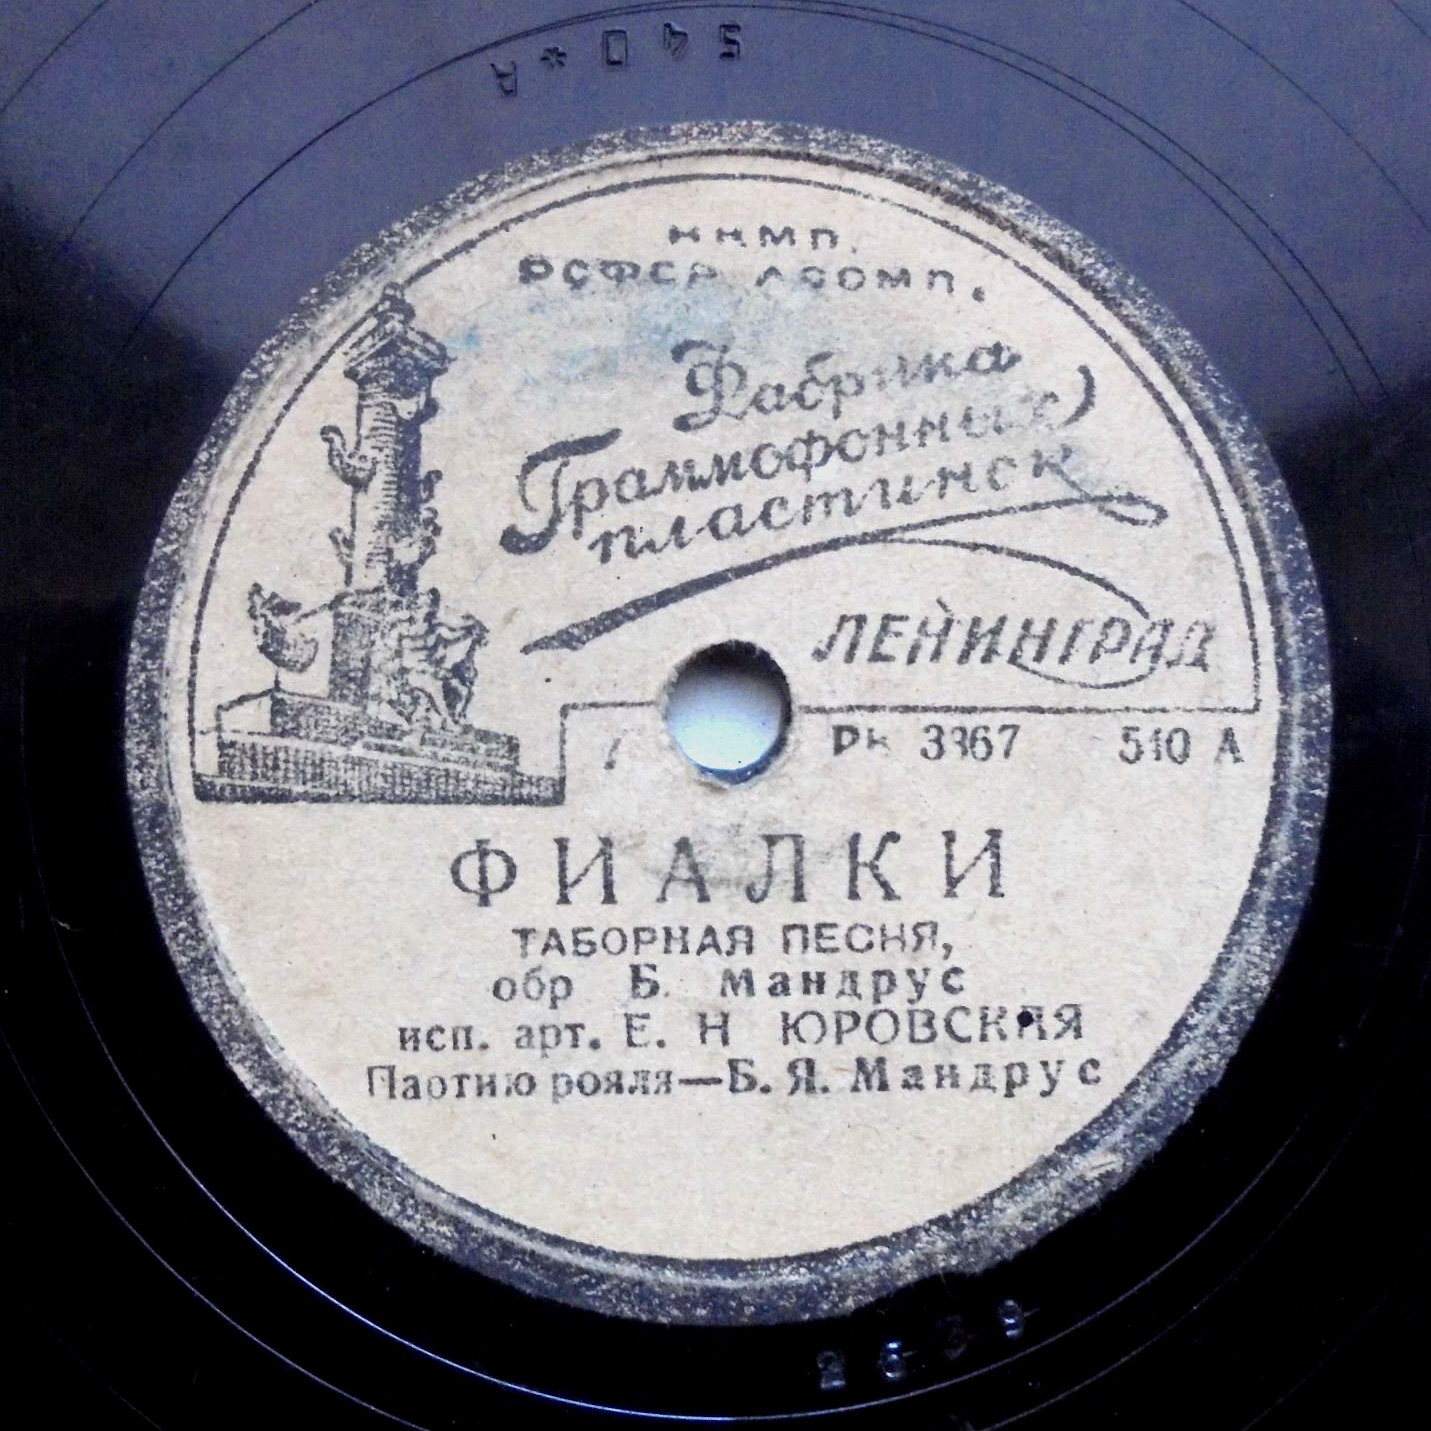 540*А
НКМП.
РСФСР ЛСОМП.
Фабрика
Граммофонных
пластинок
ЛЕНИНГРАД
Рк 3367 540 А
ФИАЛКИ
ТАБОРНАЯ ПЕСНЯ,
обр Б. Мандрус
исп. арт. Е. Н ЮРОВСКАЯ
Партию рояля—Б. Я. Мандрус